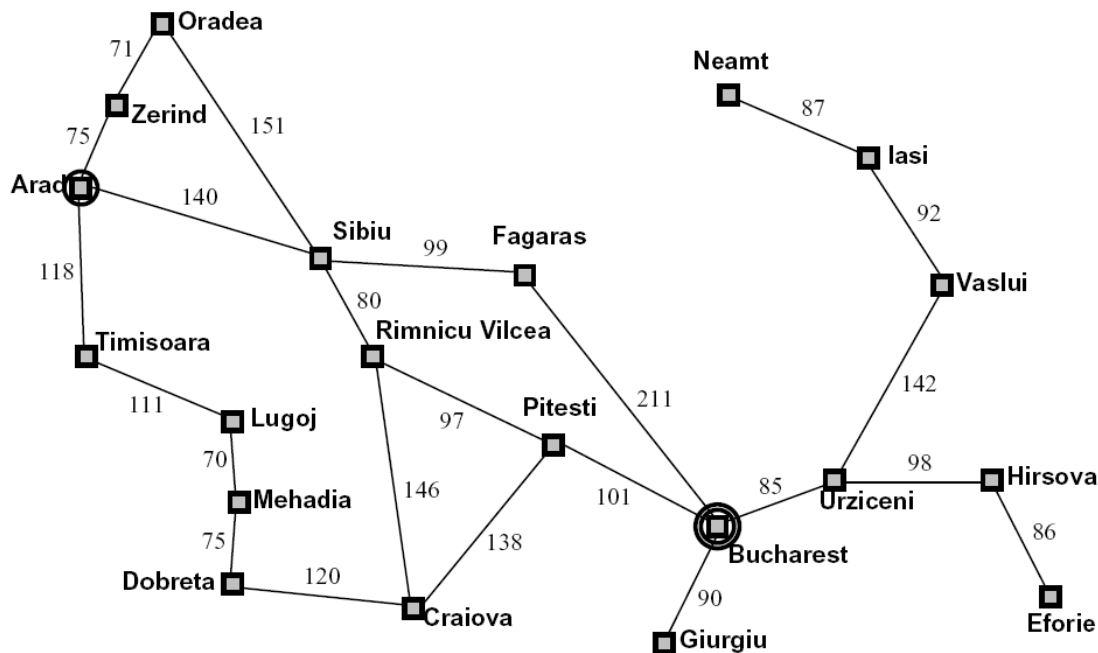 Oradea
71
Neamt
Zerind
87
75
151
Iasi
Arad
140
92
Sibiu
Fagaras
99
118
Vaslui
80
Timisoara
Rimnicu Vilcea
142
111
211
Lugoj
97
Pitesti
70
98
Hirsova
146
101
85
Urziceni
Mehadia
86
75
138
Bucharest
Dobreta
120
90
Craiova
Eforie
Giurgiu